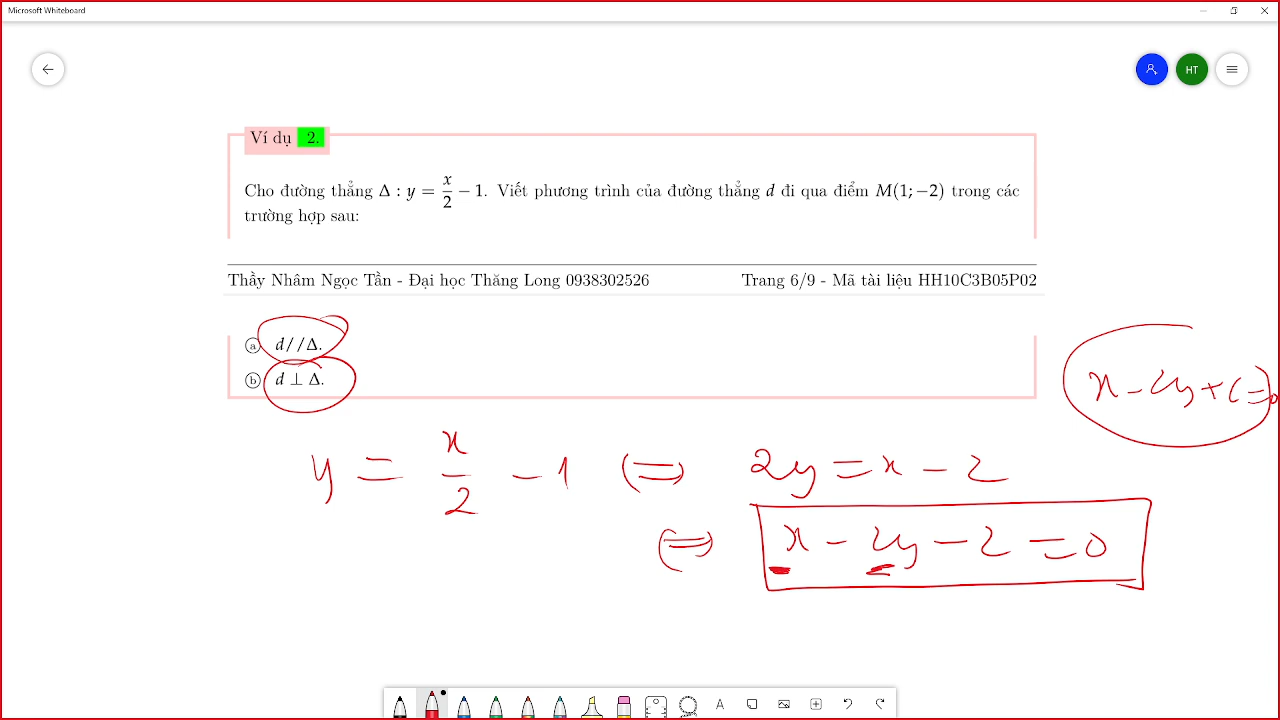 Microsoft Whiteboard
HT
Ví dụ 2.
Cho đường thẳng Δ : y = x/2 − 1. Viết phương trình của đường thẳng d đi qua điểm M(1; −2) trong các
trường hợp sau:
Thầy Nhâm Ngọc Tần - Đại học Thăng Long 0938302526
Trang 6/9 - Mã tài liệu HH10C3B05P02
ⓐ d//Δ.
ⓑ d ⊥ Δ.
x − 2y + C = 0
y = x/2 − 1 ⇔ 2y = x − 2
⇔ x − 2y − 2 = 0
A